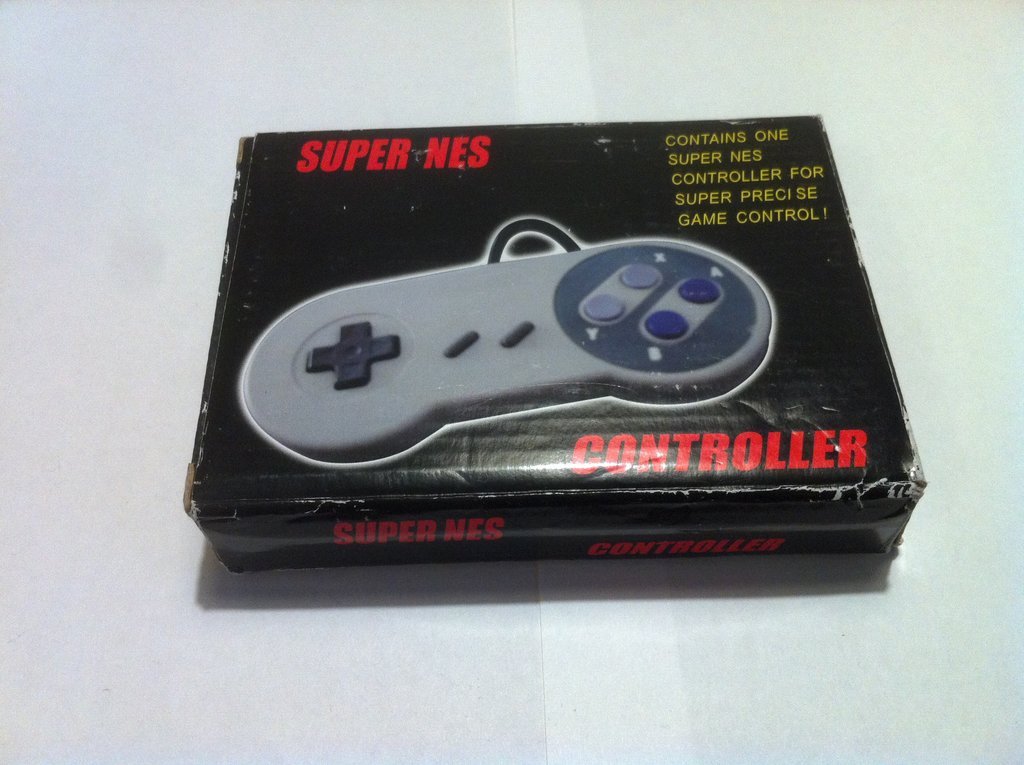 SUPER NES
CONTAINS ONE
SUPER NES
CONTROLLER FOR
SUPER PRECISE
GAME CONTROL!
X
A
Y
B
CONTROLLER
SUPER NES
CONTROLLER